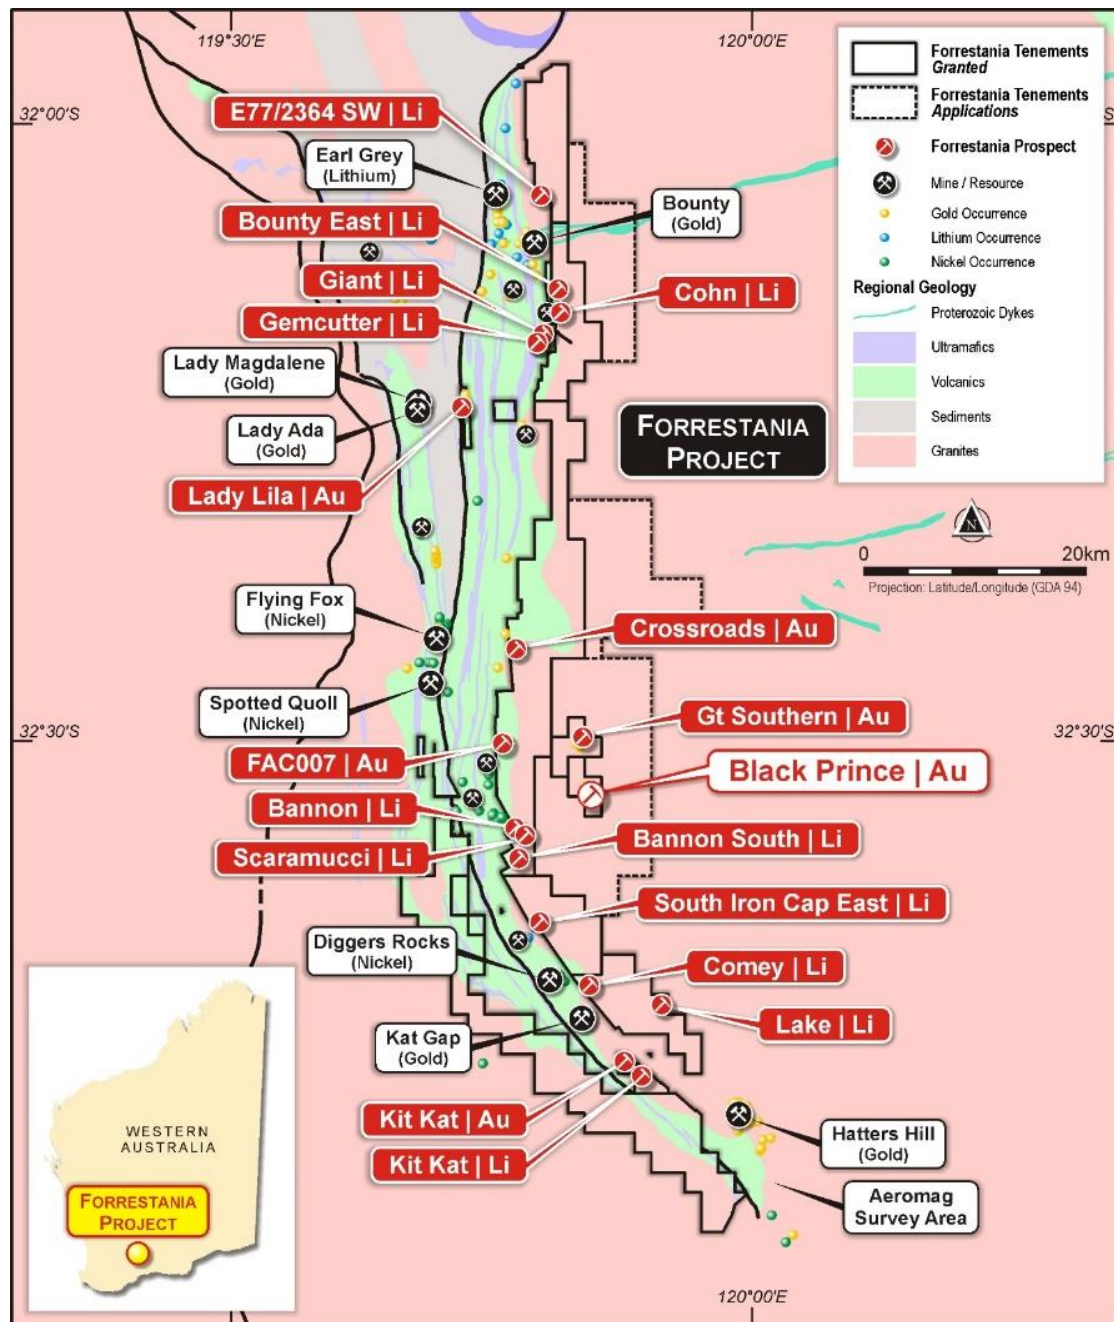 119°30'E
120°00'E
32°00'S
S
E77/2364 SW | Li
Earl Grey
(Lithium)
Bounty
(Gold)
Bounty East | Li
Giant | Li
Cohn | Li
Gemcutter | Li
Lady Magdalene
(Gold)
Lady Ada
(Gold)
Lady Lila | Au
FORRESTANIA
PROJECT
Forrestania Tenements
Granted
Forrestania Tenements
Applications
Forrestania Prospect
Mine / Resource
Gold Occurrence
Lithium Occurrence
Nickel Occurrence
Regional Geology
Proterozoic Dykes
Ultramafics
Volcanics
Sediments
Granites
N
0 20km
Projection: Latitude/Longitude (GDA 94)
Flying Fox
(Nickel)
Crossroads | Au
Spotted Quoll
(Nickel)
Gt Southern | Au
32°30'S
32°30'S
FAC007 | Au
Black Prince | Au
Bannon | Li
Bannon South | Li
Scaramucci | Li
South Iron Cap East | Li
Diggers Rocks
(Nickel)
Comey | Li
Lake | Li
Kat Gap
(Gold)
Kit Kat | Au
Kit Kat | Li
Hatters Hill
(Gold)
Aeromag
Survey Area
WESTERN
AUSTRALIA
FORRESTANIA
PROJECT
120°00'E